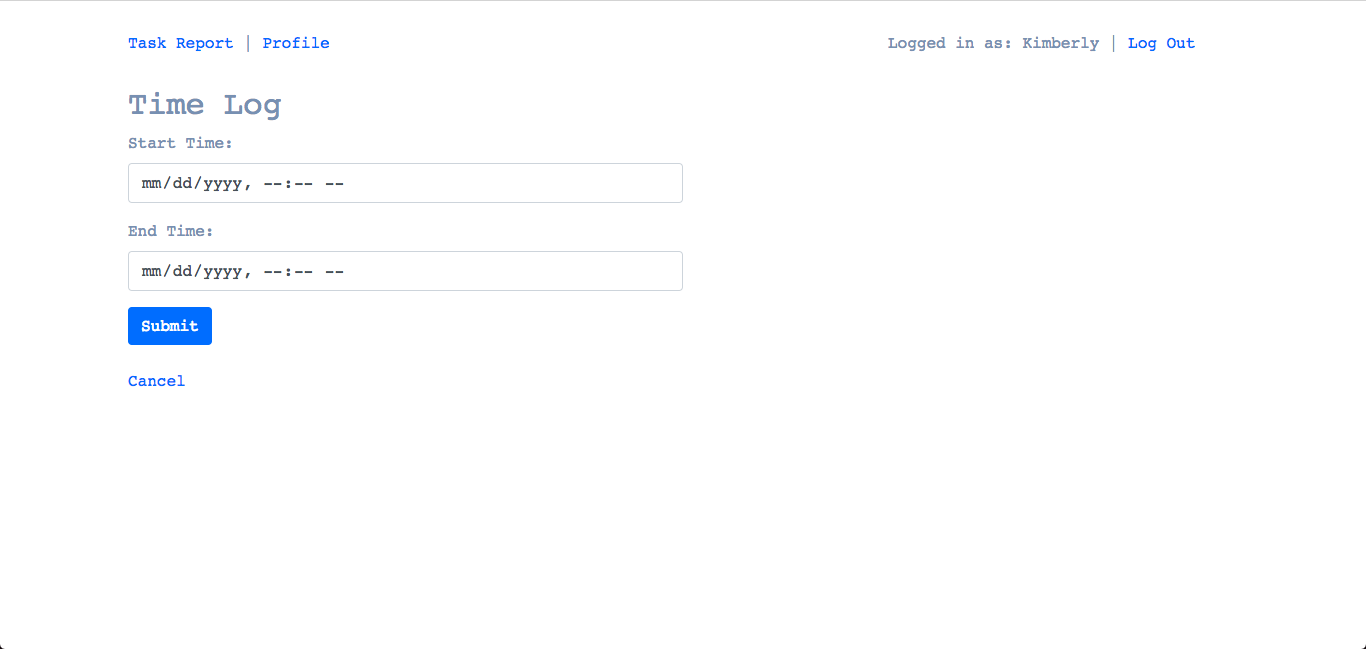 Task Report | Profile Logged in as: Kimberly | Log Out
Time Log
Start Time:
mm/dd/yyyy, --:-- --
End Time:
mm/dd/yyyy, --:-- --
Submit
Cancel